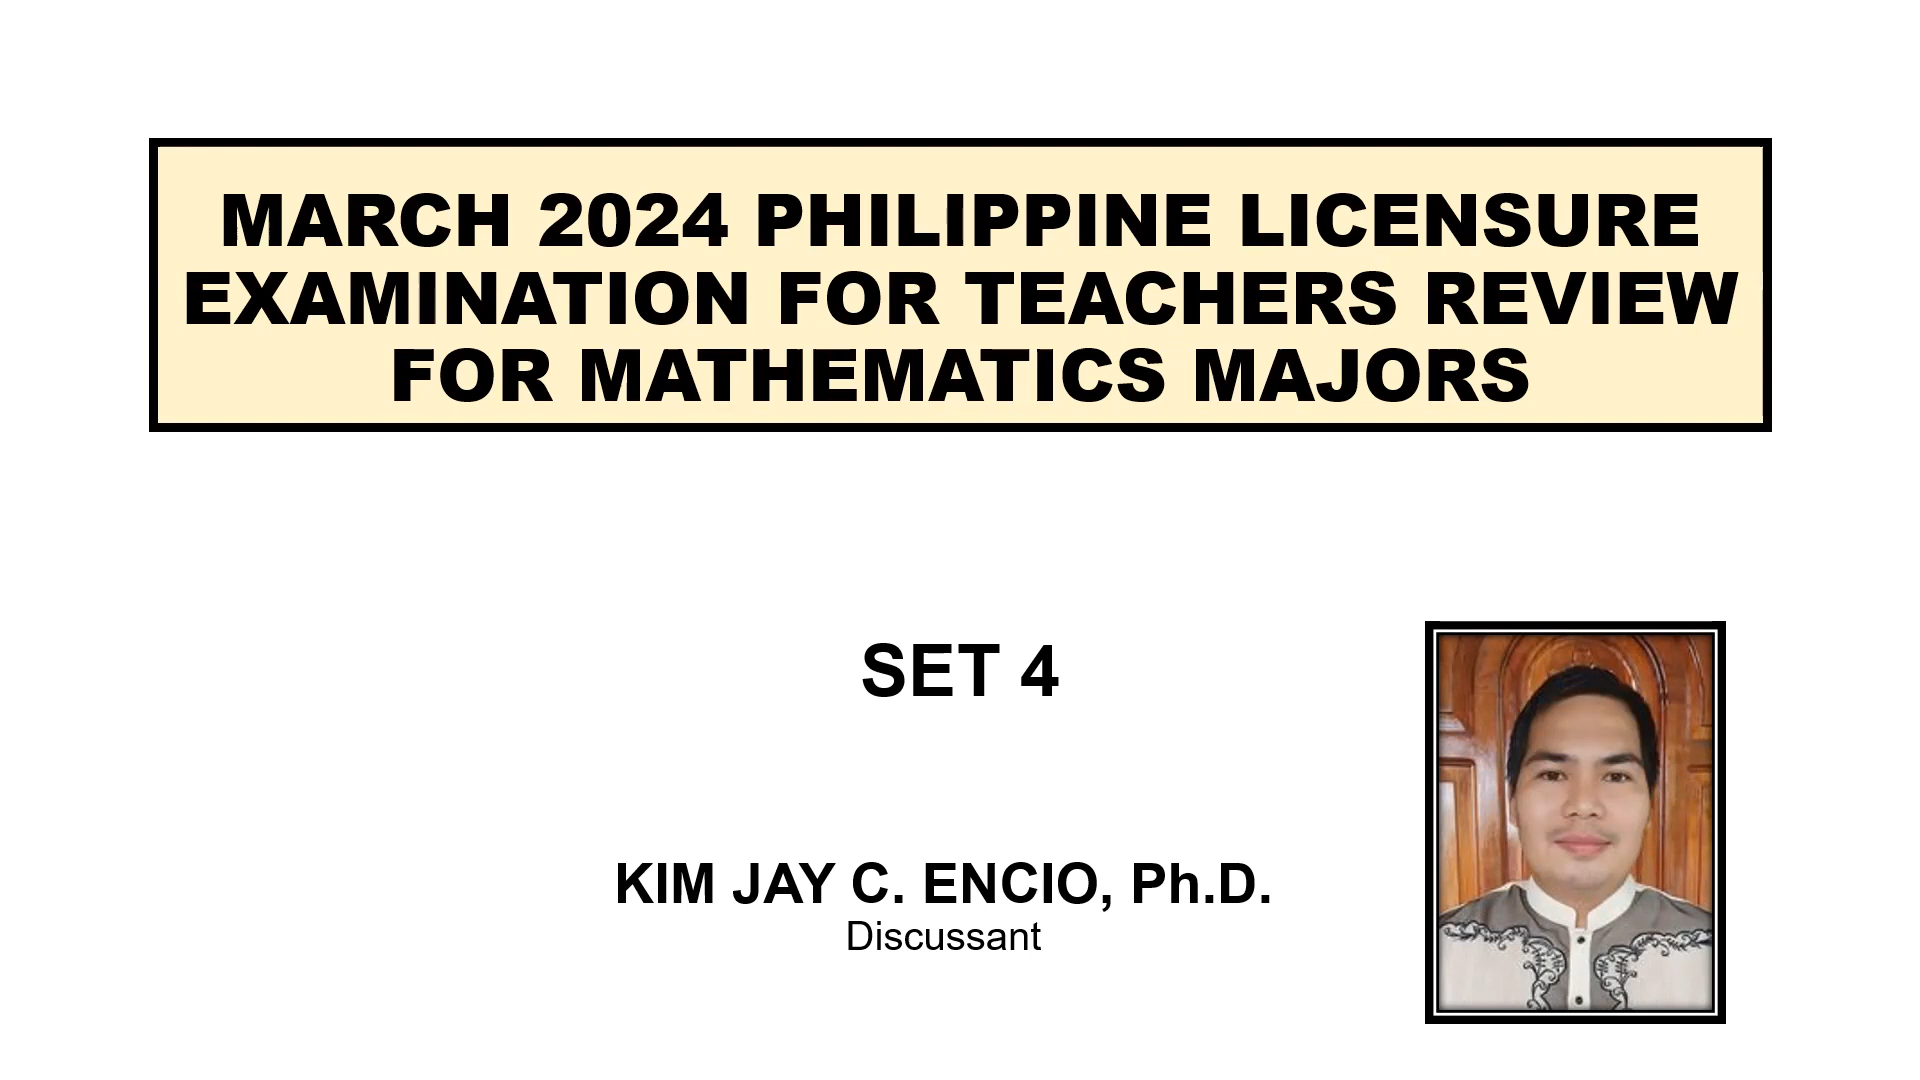 MARCH 2024 PHILIPPINE LICENSURE
EXAMINATION FOR TEACHERS REVIEW
FOR MATHEMATICS MAJORS
SET 4
KIM JAY C. ENCIO, Ph.D.
Discussant